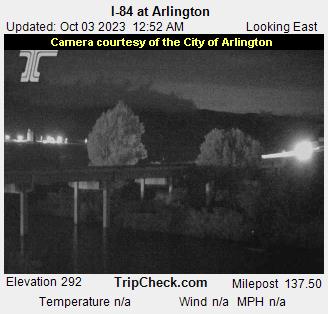 I-84 at Arlington
Updated: Oct 03 2023 12:52 AM Looking East
Camera courtesy of the City of Arlington
Elevation 292 TripCheck.com Milepost 137.50
Temperature n/a Wind n/a MPH n/a